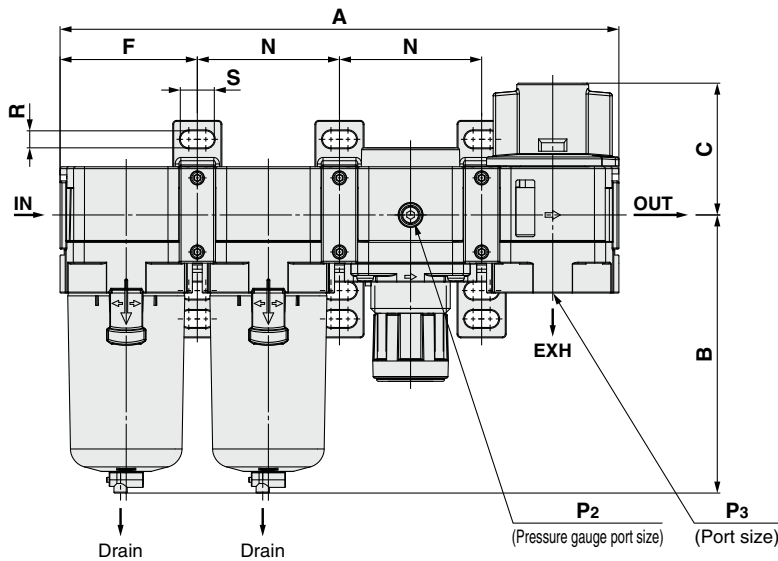 A
F
N
N
S
R
C
IN
OUT
B
EXH
P2
(Pressure gauge port size)
P3
(Port size)
Drain
Drain